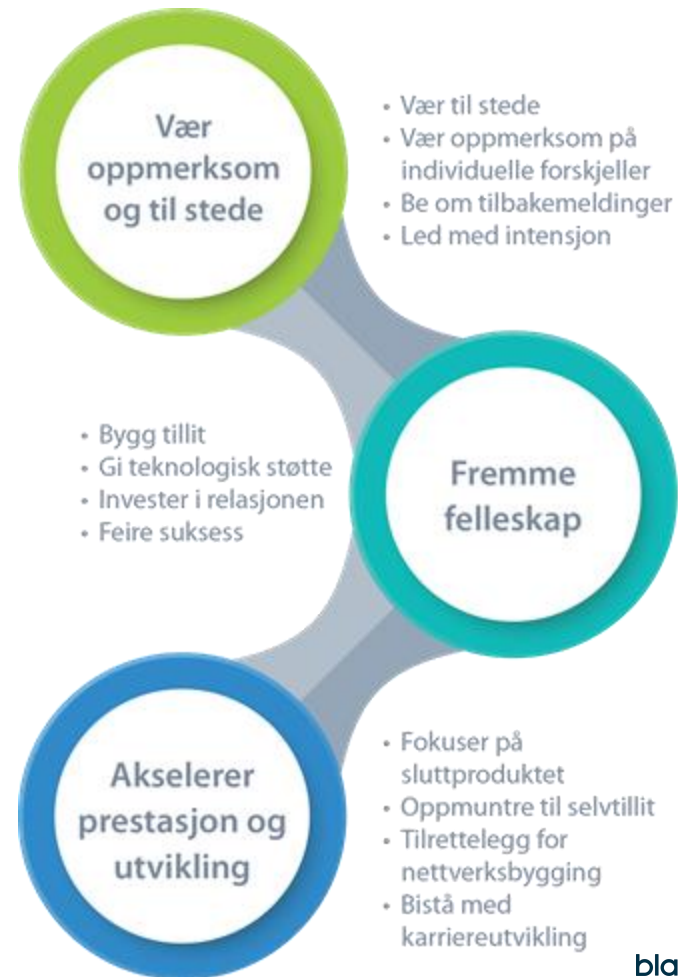 Vær
oppmerksom
og til stede
• Vær til stede
• Vær oppmerksom på
individuelle forskjeller
• Be om tilbakemeldinger
• Led med intensjon
• Bygg tillit
• Gi teknologisk støtte
• Invester i relasjonen
• Feire suksess
Fremme
felleskap
Akselerer
prestasjon og
utvikling
• Fokuser på
sluttproduktet
• Oppmuntre til selvtillit
• Tilrettelegg for
nettverksbygging
• Bistå med
karriereutvikling
bla